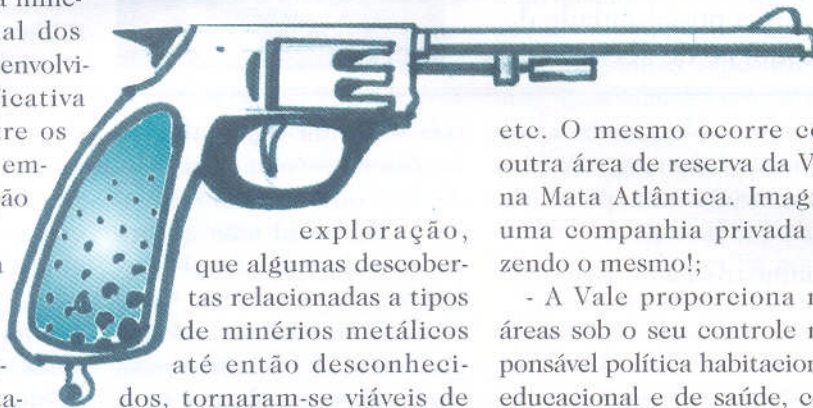 al dos
envolvi-
ficativa
re os
em-
ão
exploração,
que algumas descober-
tas relacionadas a tipos
de minérios metálicos
até então desconheci-
dos, tornaram-se viáveis de
etc. O mesmo ocorre co
outra área de reserva da V
na Mata Atlântica. Imag
uma companhia privada
zendo o mesmo!;
- A Vale proporciona n
áreas sob o seu controle r
ponsável política habitacion
educacional e de saúde, c